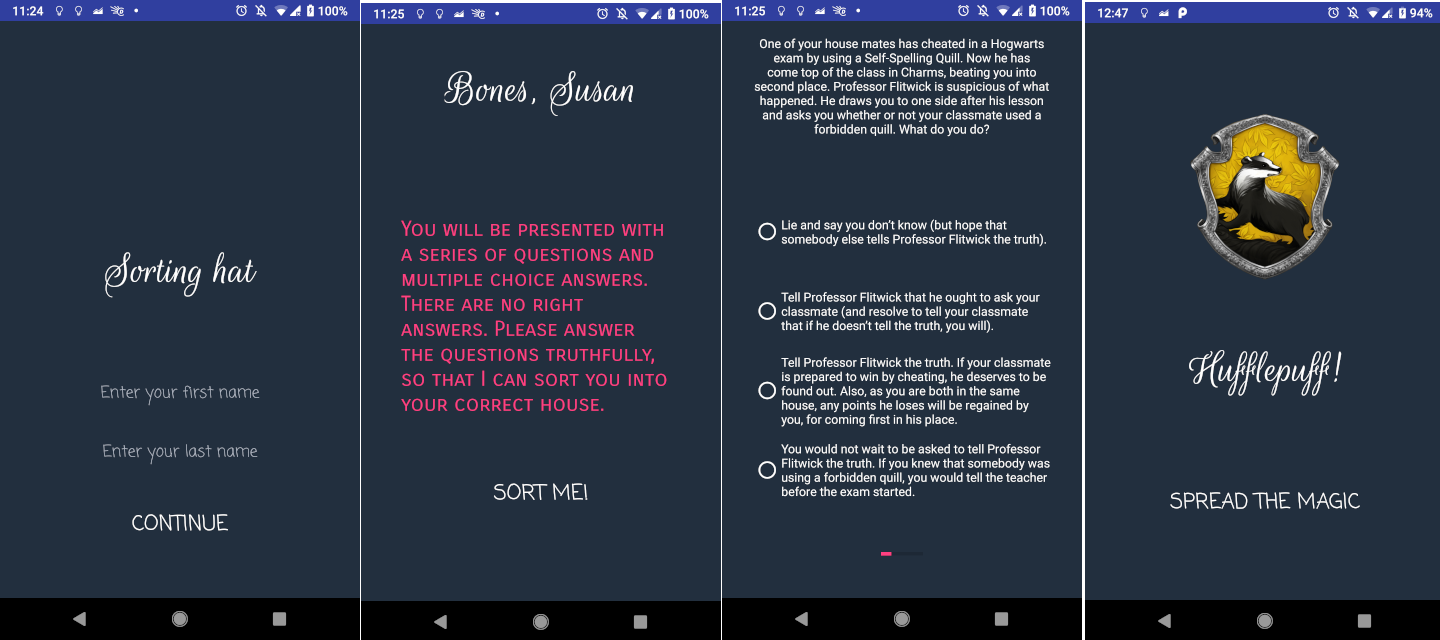 11:24
100%
Sorting hat
Enter your first name
Enter your last name
CONTINUE
11:25
100%
Bones, Susan
You will be presented with
a series of questions and
multiple choice answers.
There are no right
answers. Please answer
the questions truthfully,
so that I can sort you into
your correct house.
SORT ME!
11:25
100%
One of your house mates has cheated in a Hogwarts
exam by using a Self-Spelling Quill. Now he has
come top of the class in Charms, beating you into
second place. Professor Flitwick is suspicious of what
happened. He draws you to one side after his lesson
and asks you whether or not your classmate used a
forbidden quill. What do you do?
Lie and say you don't know (but hope that
somebody else tells Professor Flitwick the truth).
Tell Professor Flitwick that he ought to ask your
classmate (and resolve to tell your classmate
that if he doesn't tell the truth, you will).
Tell Professor Flitwick the truth. If your classmate
is prepared to win by cheating, he deserves to be
found out. Also, as you are both in the same
house, any points he loses will be regained by
you, for coming first in his place.
You would not wait to be asked to tell Professor
Flitwick the truth. If you knew that somebody was
using a forbidden quill, you would tell the teacher
before the exam started.
12:47
94%
Hufflepuff!
SPREAD THE MAGIC